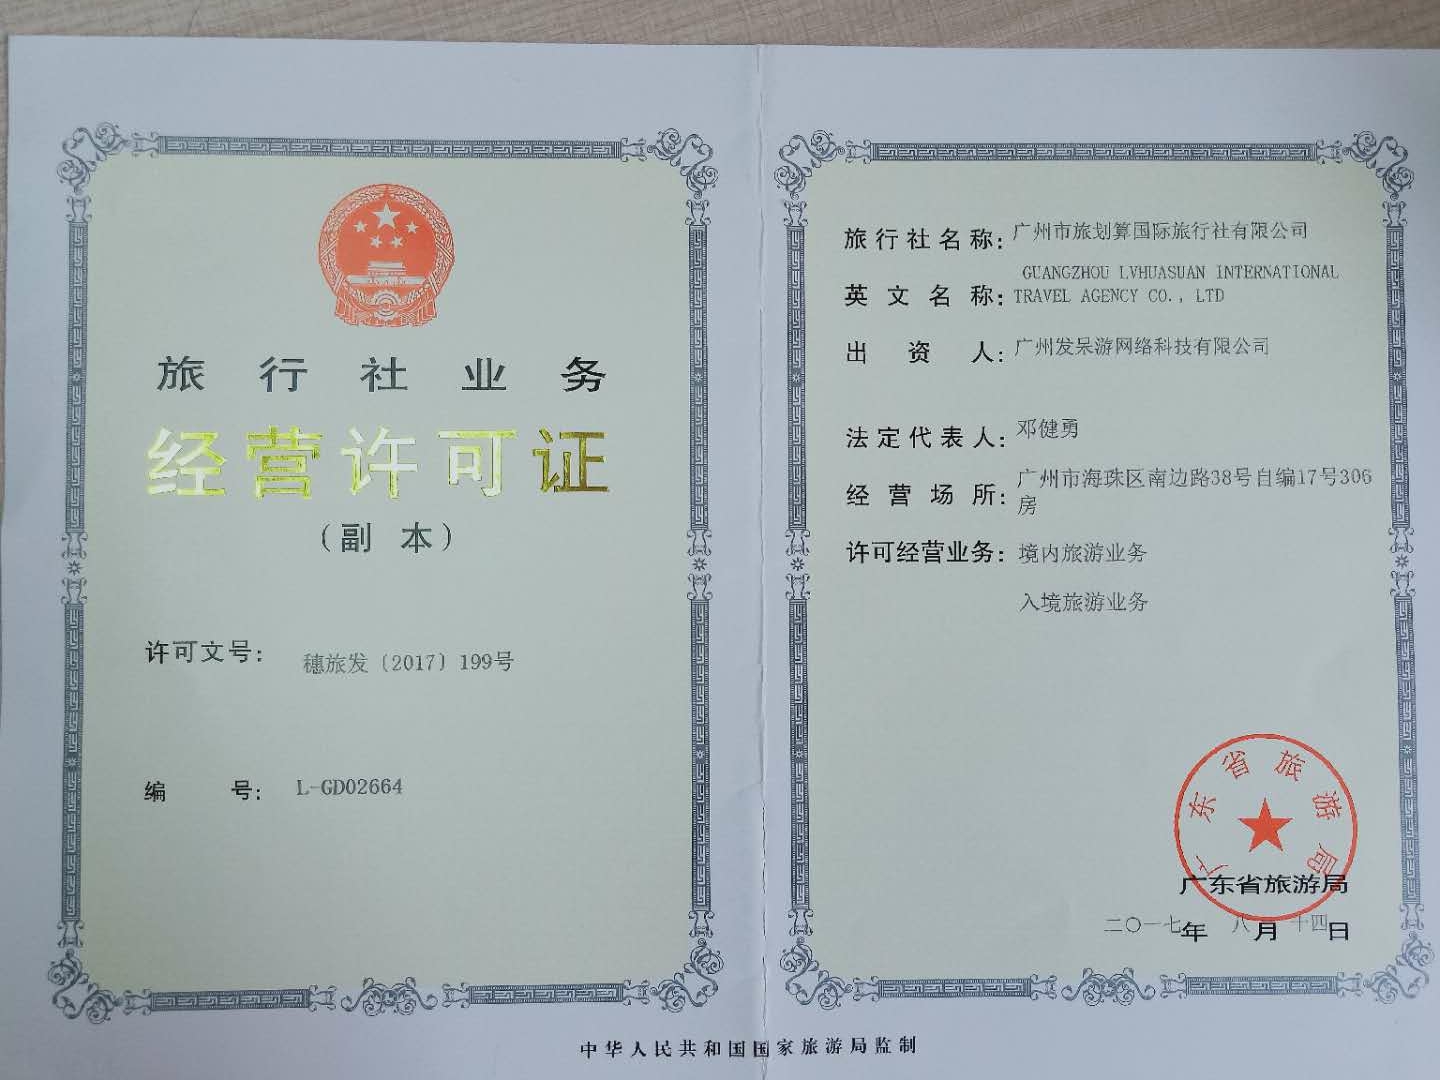 旅行社业务
经营许可证
（副 本）
许可文号： 穗旅发〔2017〕199号
编 号： L-GD02664
旅行社名称：广州市旅划算国际旅行社有限公司
英文名称：GUANGZHOU LVHUASUAN INTERNATIONAL
TRAVEL AGENCY CO., LTD
出资人：广州发呆游网络科技有限公司
法定代表人：邓健勇
经营场所：广州市海珠区南边路38号自编17号306
房
许可经营业务：境内旅游业务
入境旅游业务
广东省旅游局
广东省旅游局
二〇一七年 八月 十四日
中华人民共和国国家旅游局监制